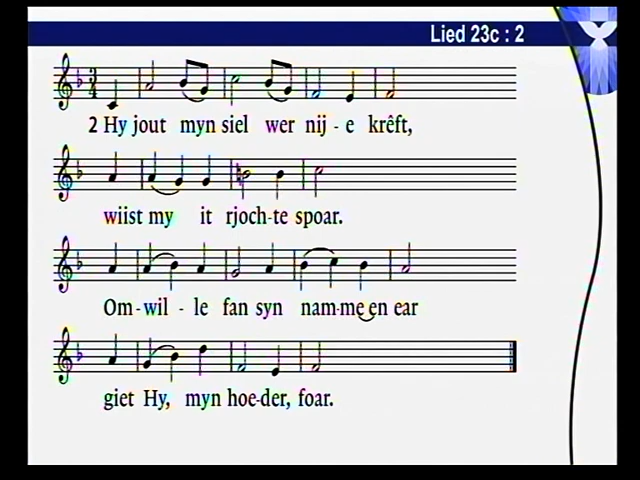 Lied 23c : 2
2 Hy jout myn siel wer nij - e krêft,
wiist my it rjoch-te spoar.
Om-wil - le fan syn nam-me en ear
giet Hy, myn hoe-der, foar.